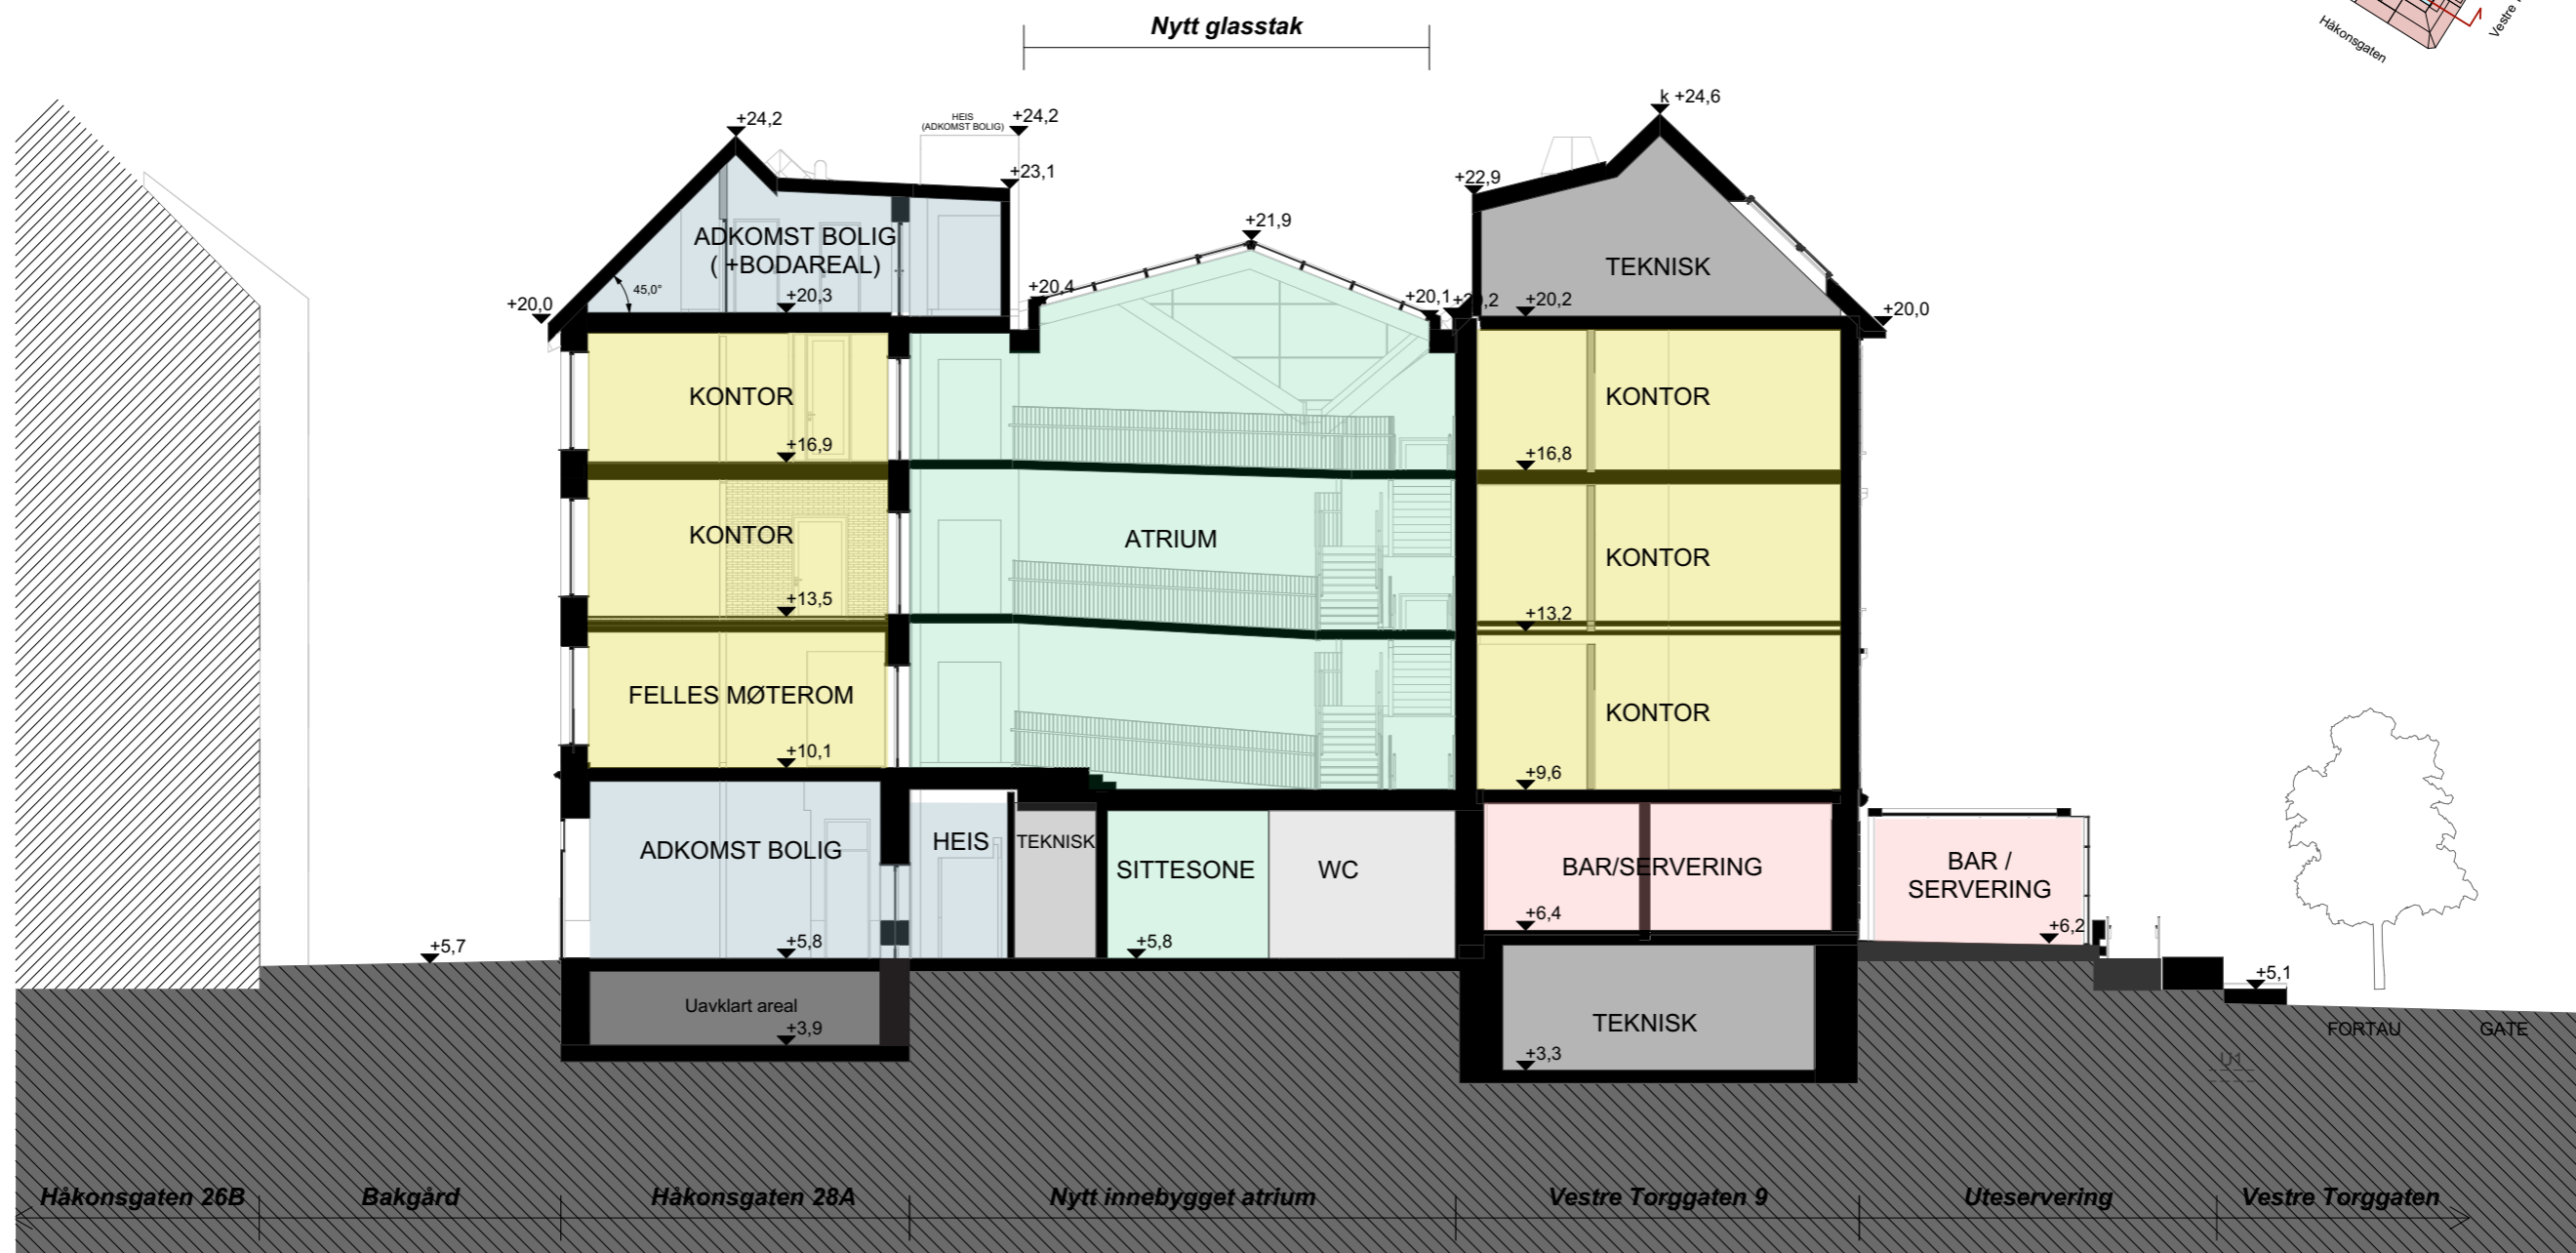 Nytt glasstak
Håkonsgaten
Vestre
+24,2
HEIS
(ADKOMST BOLIG)
+24,2
k +24,6
+23,1
+22,9
+21,9
ADKOMST BOLIG
( +BODAREAL)
45,0°
+20,3
+20,0
+20,4
+20,1
TEKNISK
+20,2
+20,0
KONTOR
+16,9
KONTOR
+16,8
KONTOR
+13,5
ATRIUM
KONTOR
+13,2
FELLES MØTEROM
+10,1
KONTOR
+9,6
ADKOMST BOLIG
+5,8
HEIS
TEKNISK
SITTESONE
+5,8
WC
BAR/SERVERING
+6,4
BAR /
SERVERING
+6,2
+5,7
+5,1
Uavklart areal
+3,9
TEKNISK
+3,3
FORTAU
GATE
U1
Håkonsgaten 26B
Bakgård
Håkonsgaten 28A
Nytt innebygget atrium
Vestre Torggaten 9
Uteservering
Vestre Torggaten